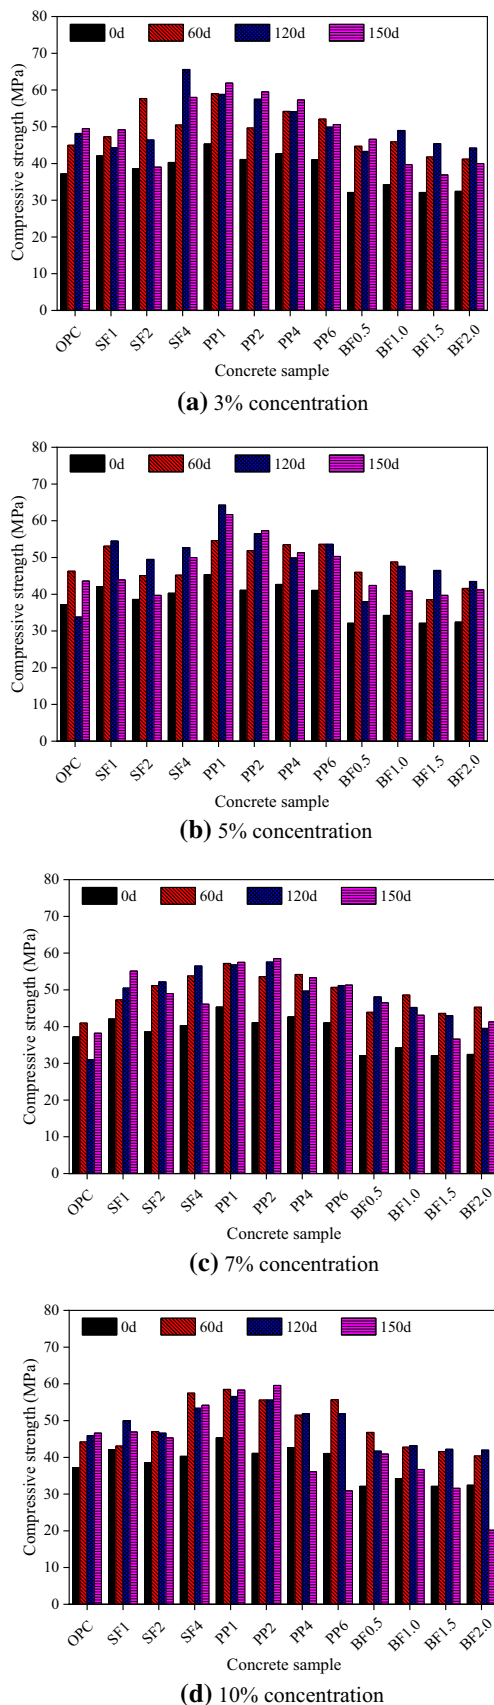 80
0d 60d 120d 150d
70
60
50
40
30
20
10
0
Compressive strength (MPa)
OPC SF1 SF2 SF4 PP1 PP2 PP4 PP6 BF0.5 BF1.0 BF1.5 BF2.0
Concrete sample
(a) 3% concentration
80
0d 60d 120d 150d
70
60
50
40
30
20
10
0
Compressive strength (MPa)
OPC SF1 SF2 SF4 PP1 PP2 PP4 PP6 BF0.5 BF1.0 BF1.5 BF2.0
Concrete sample
(b) 5% concentration
80
0d 60d 120d 150d
70
60
50
40
30
20
10
0
Compressive strength (MPa)
OPC SF1 SF2 SF4 PP1 PP2 PP4 PP6 BF0.5 BF1.0 BF1.5 BF2.0
Concrete sample
(c) 7% concentration
80
0d 60d 120d 150d
70
60
50
40
30
20
10
0
Compressive strength (MPa)
OPC SF1 SF2 SF4 PP1 PP2 PP4 PP6 BF0.5 BF1.0 BF1.5 BF2.0
Concrete sample
(d) 10% concentration